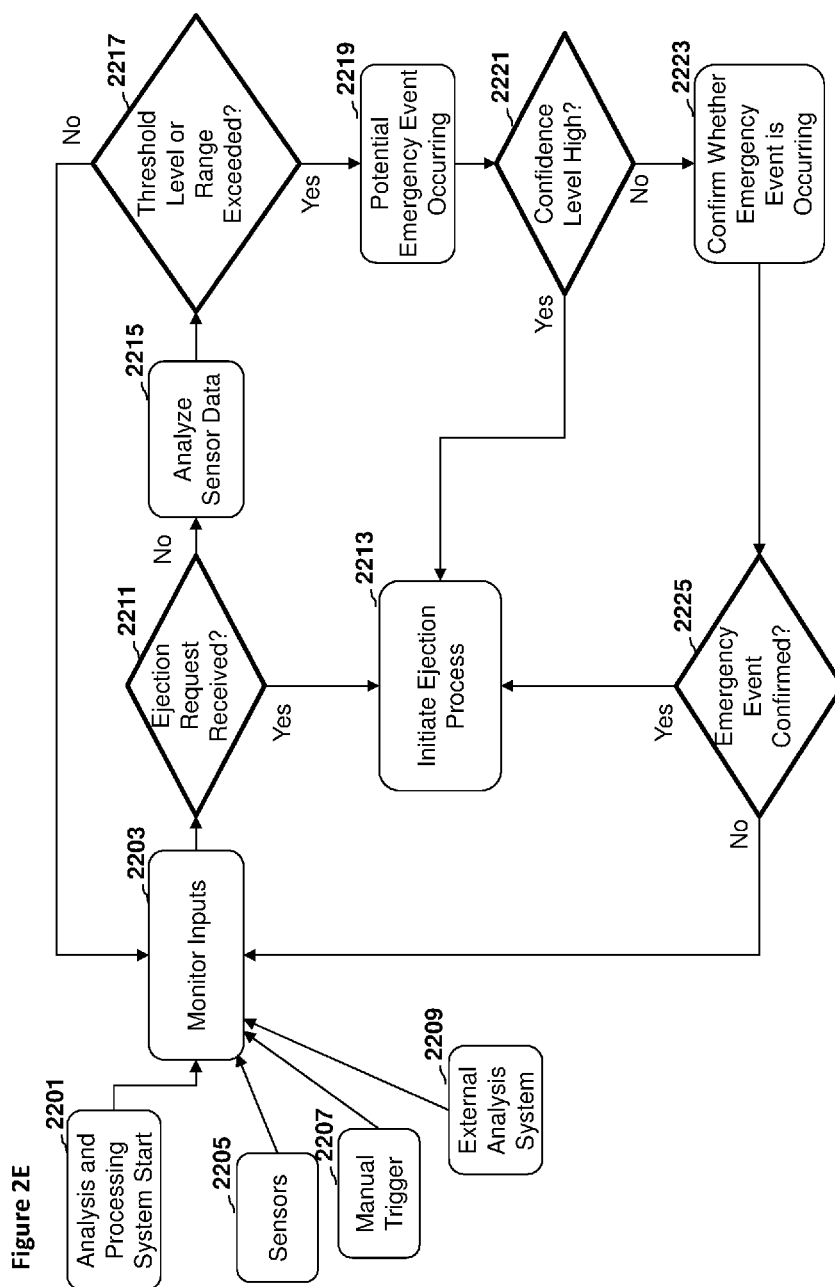 Figure 2E
2201
Analysis and
Processing
System Start
2205
Sensors
2207
Manual
Trigger
2209
External
Analysis
System
2203
Monitor Inputs
2211
Ejection
Request
Received?
No
Yes
2213
Initiate Ejection
Process
2215
Analyze
Sensor Data
2217
Threshold
Level or
Range
Exceeded?
No
Yes
2219
Potential
Emergency Event
Occurring
2221
Confidence
Level High?
Yes
No
2223
Confirm Whether
Emergency
Event is
Occurring
2225
Emergency
Event
Confirmed?
Yes
No